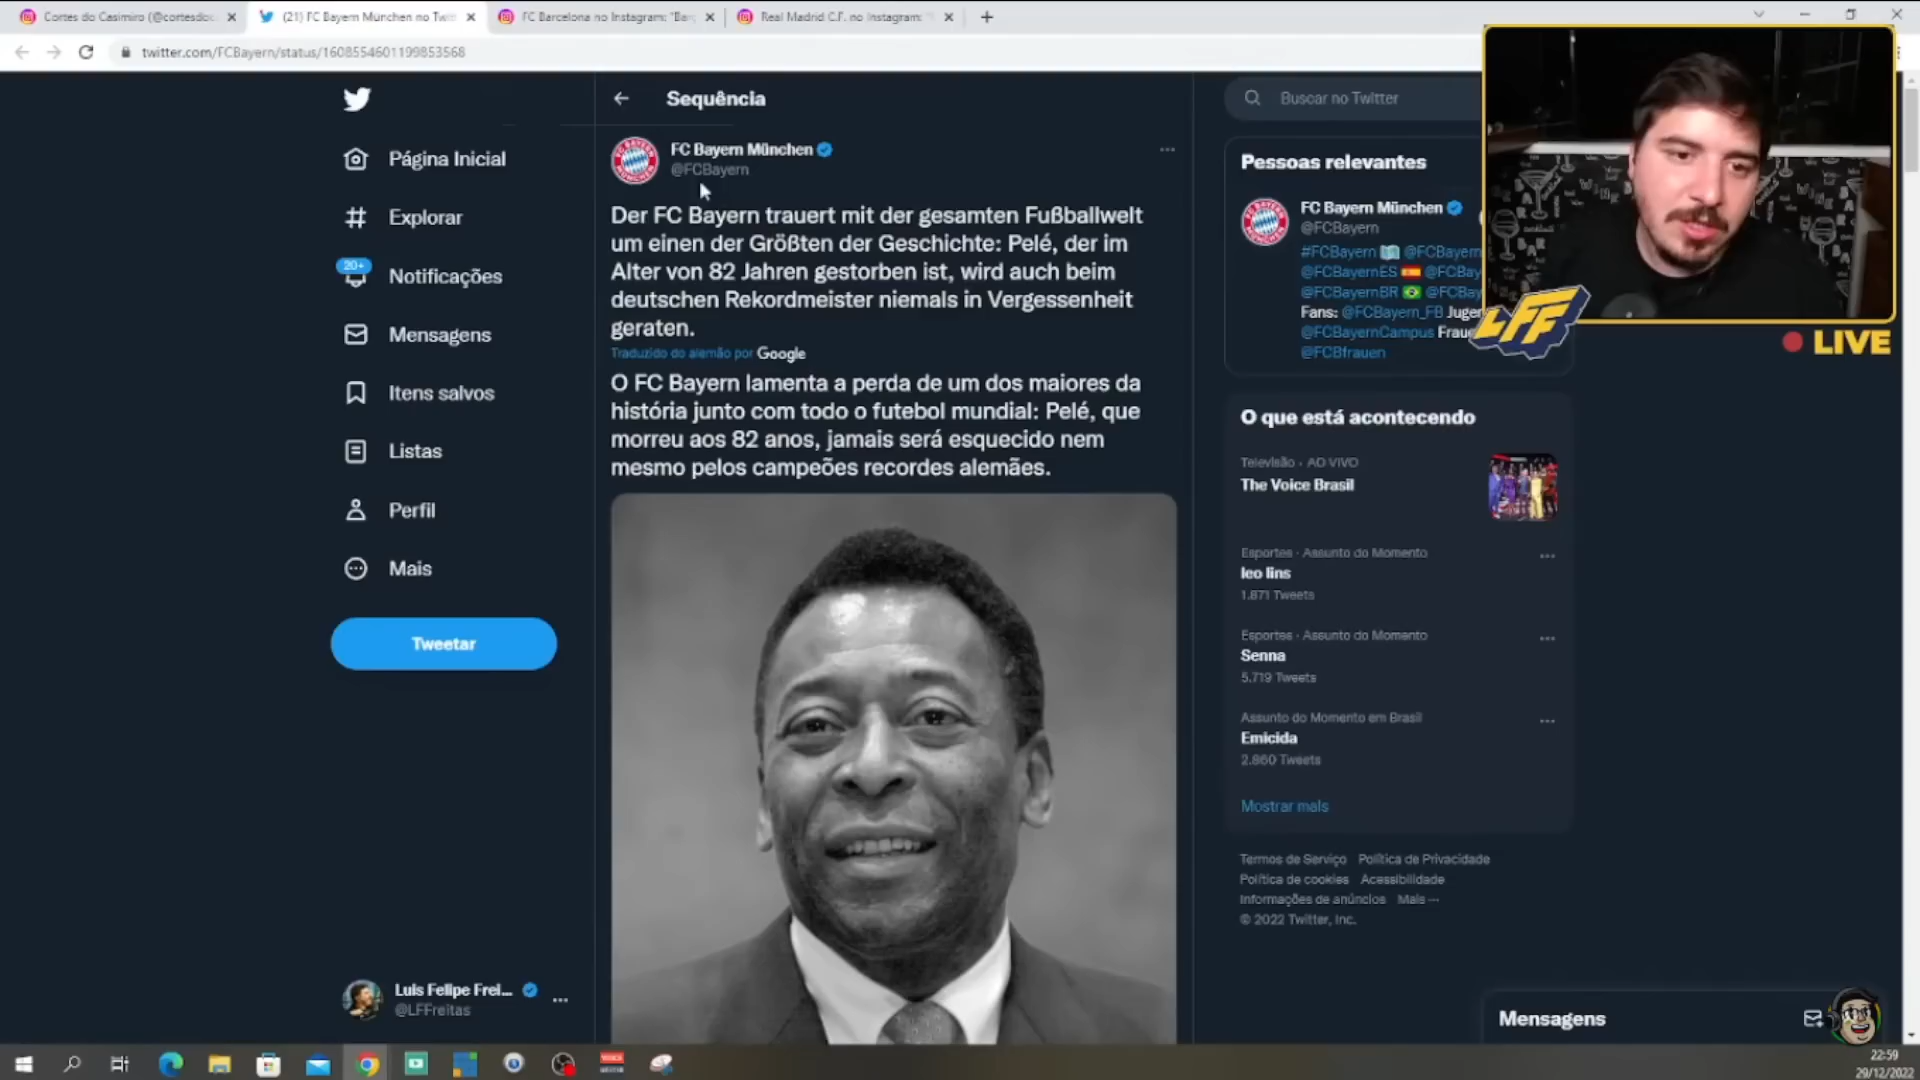 Cortes do Casimiro (@cortesdoc
(21) FC Bayern München no Twit
FC Barcelona no Instagram: "Bar
Real Madrid C.F. no Instagram: "
twitter.com/FCBayern/status/1608554601199853568
Página Inicial
Explorar
20+
Notificações
Mensagens
Itens salvos
Listas
Perfil
Mais
Tweetar
Luis Felipe Frei...
@LFFreitas
Sequência
FC Bayern München
@FCBayern
Der FC Bayern trauert mit der gesamten Fußballwelt
um einen der Größten der Geschichte: Pelé, der im
Alter von 82 Jahren gestorben ist, wird auch beim
deutschen Rekordmeister niemals in Vergessenheit
geraten.
Traduzido do alemão por Google
O FC Bayern lamenta a perda de um dos maiores da
história junto com todo o futebol mundial: Pelé, que
morreu aos 82 anos, jamais será esquecido nem
mesmo pelos campeões recordes alemães.
Buscar no Twitter
Pessoas relevantes
FC Bayern München
@FCBayern
#FCBayern @FCBayern
@FCBayernES @FCBay
@FCBayernBR @FCBay
Fans: @FCBayern_FB Juger
@FCBayernCampus Fraue
@FCBfrauen
LFF
LIVE
O que está acontecendo
Televisão · AO VIVO
The Voice Brasil
Esportes · Assunto do Momento
leo lins
1.871 Tweets
Esportes · Assunto do Momento
Senna
5.719 Tweets
Assunto do Momento em Brasil
Emicida
2.860 Tweets
Mostrar mais
Termos de Serviço Política de Privacidade
Política de cookies Acessibilidade
Informações de anúncios Mais ...
© 2022 Twitter, Inc.
Mensagens
22:59
29/12/2022